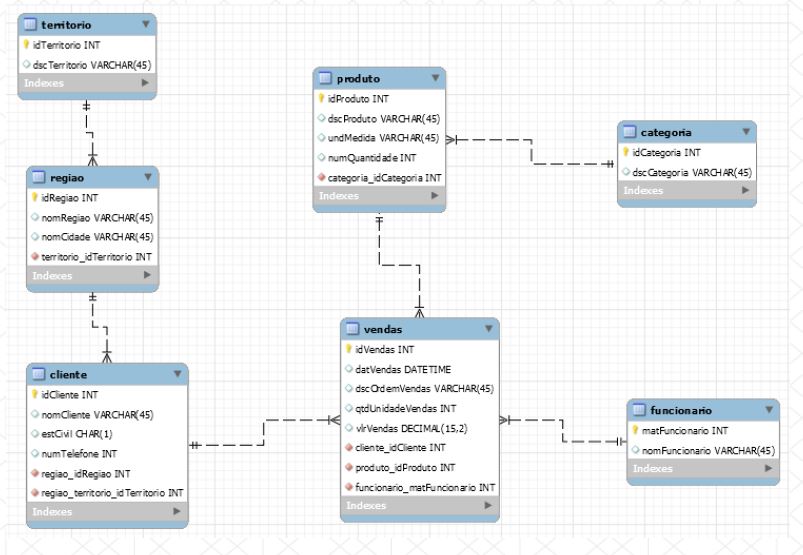 territorio
idTerritorio INT
dscTerritorio VARCHAR(45)
Indexes
regiao
idRegiao INT
nomRegiao VARCHAR(45)
nomCidade VARCHAR(45)
territorio_idTerritorio INT
Indexes
cliente
idCliente INT
nomCliente VARCHAR(45)
estCivil CHAR(1)
numTelefone INT
regiao_idRegiao INT
regiao_territorio_idTerritorio INT
Indexes
produto
idProduto INT
dscProduto VARCHAR(45)
undMedida VARCHAR(45)
numQuantidade INT
categoria_idCategoria INT
Indexes
vendas
idVendas INT
datVendas DATETIME
dscOrdemVendas VARCHAR(45)
qtdUnidadeVendas INT
vlrVendas DECIMAL(15,2)
cliente_idCliente INT
produto_idProduto INT
funcionario_matFuncionario INT
Indexes
categoria
idCategoria INT
dscCategoria VARCHAR(45)
Indexes
funcionario
matFuncionario INT
nomFuncionario VARCHAR(45)
Indexes